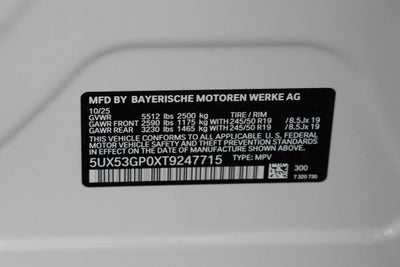 MFD BY BAYERISCHE MOTOREN WERKE AG
10/25
GVWR 5512 lbs 2500 kg TIRE / RIM
GAWR FRONT 2590 lbs 1175 kg 245/50 R19 /8.5Jx 19
GAWR REAR 3230 lbs 1465 kg 245/50 R19 /8.5Jx 19
THIS VEHICLE CONFORMS TO ALL APPLICABLE U.S. FEDERAL MOTOR
VEHICLE SAFETY AND THEFT PREVENTION STANDARDS
IN EFFECT ON THE DATE OF MANUFACTURE SHOWN ABOVE.
5UX53GP0XT9247715 TYPE: MPV
300
7 320 730